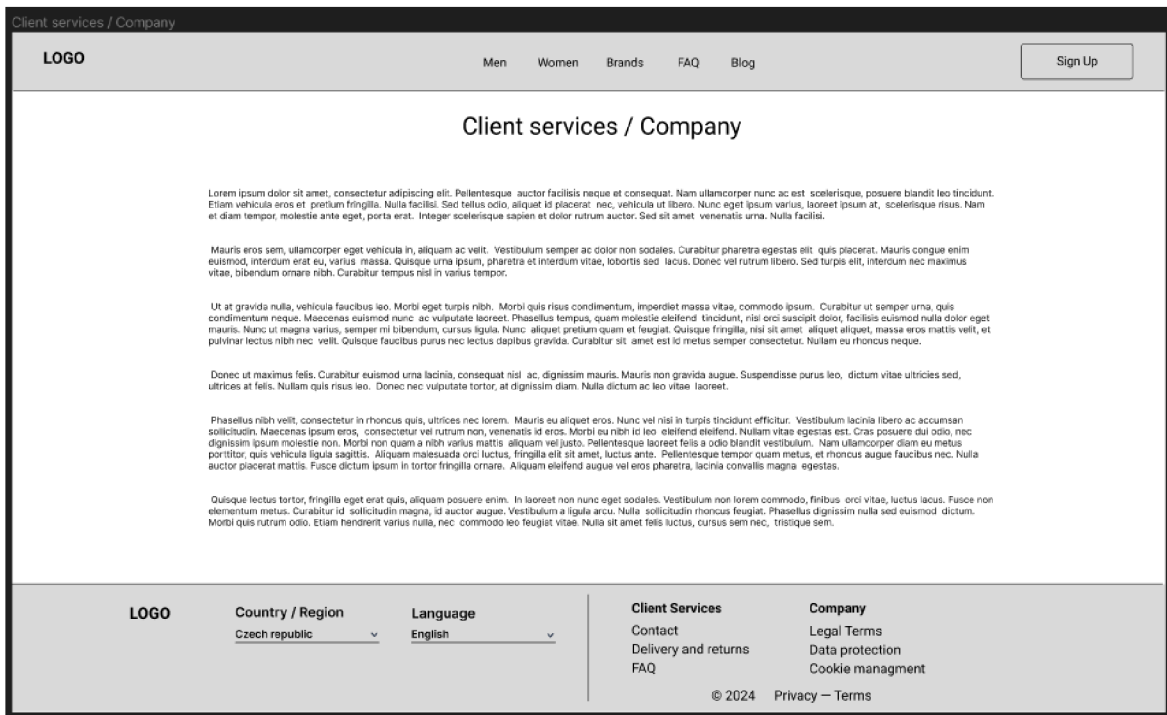 Client services / Company
LOGO
Men
Women
Brands
FAQ
Blog
Sign Up
Client services / Company
Lorem ipsum dolor sit amet, consectetur adipiscing elit. Pellentesque auctor facilisis neque et consequat. Nam ullamcorper nunc ac est scelerisque, posuere blandit leo tincidunt.
Etiam vehicula eros et pretium fringilla. Nulla facilisi. Sed tellus odio, aliquet id placerat nec, vehicula ut libero. Nunc eget ipsum varius, laoreet ipsum at, scelerisque risus. Nam
et diam tempor, molestie ante eget, porta erat. Integer scelerisque sapien et dolor rutrum auctor. Sed sit amet venenatis urna. Nulla facilisi.
Mauris eros sem, ullamcorper eget vehicula in, aliquam ac velit. Vestibulum semper ac dolor non sodales. Curabitur pharetra egestas elit quis placerat. Mauris congue enim
euismod, interdum erat eu, varius massa. Quisque urna ipsum, pharetra et interdum vitae, lobortis sed lacus. Donec vel rutrum libero. Sed turpis elit, interdum nec maximus
vitae, bibendum ornare nibh. Curabitur tempus nisl in varius tempor.
Ut at gravida nulla, vehicula faucibus leo. Morbi eget turpis nibh. Morbi quis risus condimentum, imperdiet massa vitae, commodo ipsum. Curabitur ut semper urna, quis
condimentum neque. Maecenas euismod nunc ac vulputate laoreet. Phasellus tempus, quam molestie eleifend tincidunt, nisl orci suscipit dolor, facilisis euismod nulla dolor eget
mauris. Nunc ut magna varius, semper mi bibendum, cursus ligula. Nunc aliquet pretium quam et feugiat. Quisque fringilla, nisi sit amet aliquet aliquet, massa eros mattis velit, et
pulvinar lectus nibh nec velit. Quisque faucibus purus nec lectus dapibus gravida. Curabitur sit amet est id metus semper consectetur. Nullam eu rhoncus neque.
Donec ut maximus felis. Curabitur euismod urna lacinia, consequat nisl ac, dignissim mauris. Mauris non gravida augue. Suspendisse purus leo, dictum vitae ultricies sed,
ultrices at felis. Nullam quis risus leo. Donec nec vulputate tortor, at dignissim diam. Nulla dictum ac leo vitae laoreet.
Phasellus nibh velit, consectetur in rhoncus quis, ultrices nec lorem. Mauris eu aliquet eros. Nunc vel nisi in turpis tincidunt efficitur. Vestibulum lacinia libero ac accumsan
sollicitudin. Maecenas ipsum eros, consectetur vel rutrum non, venenatis id eros. Morbi eu nibh id leo eleifend eleifend. Nullam vitae egestas est. Cras posuere dui odio, nec
dignissim ipsum molestie non. Morbi non quam a nibh varius mattis aliquam vel justo. Pellentesque laoreet felis a odio blandit vestibulum. Nam ullamcorper diam eu metus
porttitor, quis vehicula ligula sagittis. Aliquam malesuada orci luctus, fringilla elit sit amet, luctus ante. Pellentesque tempor quam metus, et rhoncus augue faucibus nec. Nulla
auctor placerat mattis. Fusce dictum ipsum in tortor fringilla ornare. Aliquam eleifend augue vel eros pharetra, lacinia convallis magna egestas.
Quisque lectus tortor, fringilla eget erat quis, aliquam posuere enim. In laoreet non nunc eget sodales. Vestibulum non lorem commodo, finibus orci vitae, luctus lacus. Fusce non
elementum metus. Curabitur id sollicitudin magna, id auctor augue. Vestibulum a ligula arcu. Nulla sollicitudin rhoncus feugiat. Phasellus dignissim nulla sed euismod dictum.
Morbi quis rutrum odio. Etiam hendrerit varius nulla, nec commodo leo feugiat vitae. Nulla sit amet felis luctus, cursus sem nec, tristique sem.
LOGO
Country / Region
Czech republic
Language
English
Client Services
Contact
Delivery and returns
FAQ
Company
Legal Terms
Data protection
Cookie managment
© 2024
Privacy — Terms